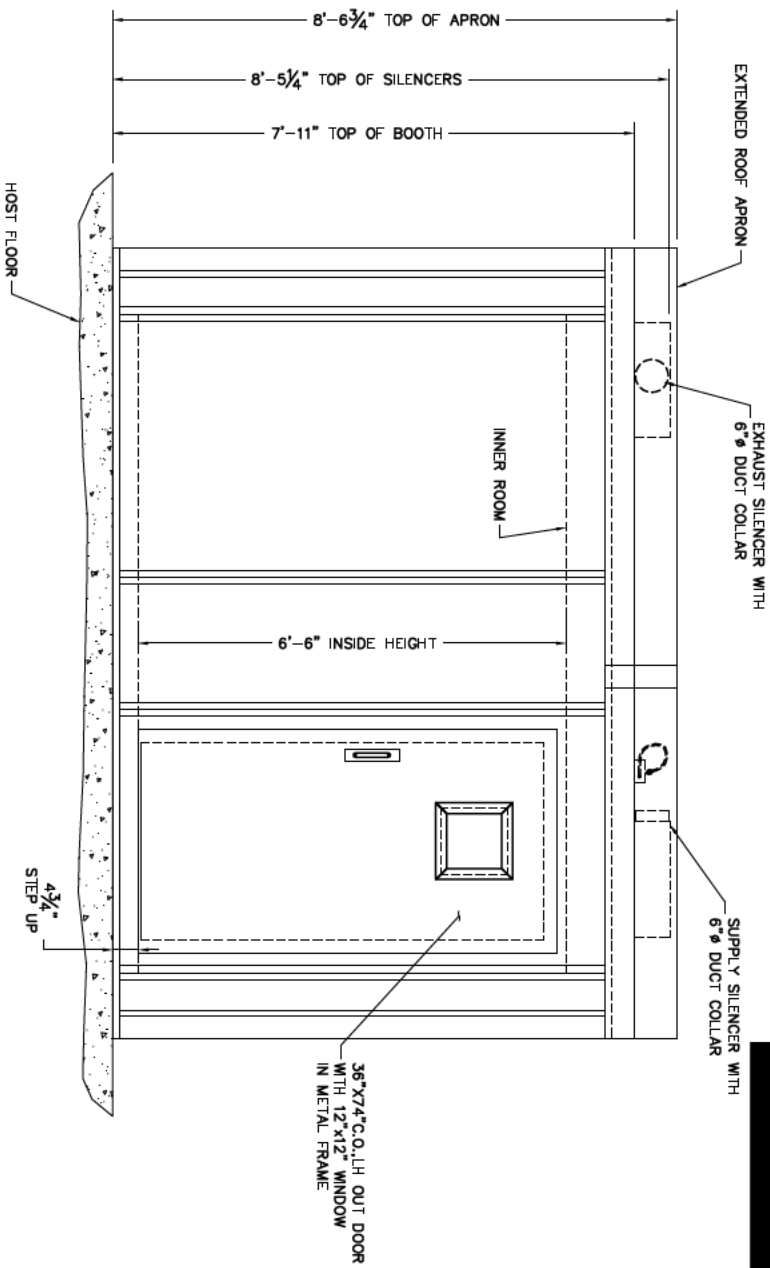 8'-6¾" TOP OF APRON
8'-5¼" TOP OF SILENCERS
7'-11" TOP OF BOOTH
EXTENDED ROOF APRON
EXHAUST SILENCER WITH
6"ø DUCT COLLAR
SUPPLY SILENCER WITH
6"ø DUCT COLLAR
INNER ROOM
6'-6" INSIDE HEIGHT
HOST FLOOR
4¾"
STEP UP
36"X74"C.O.,LH OUT DOOR
WITH 12"x12" WINDOW
IN METAL FRAME